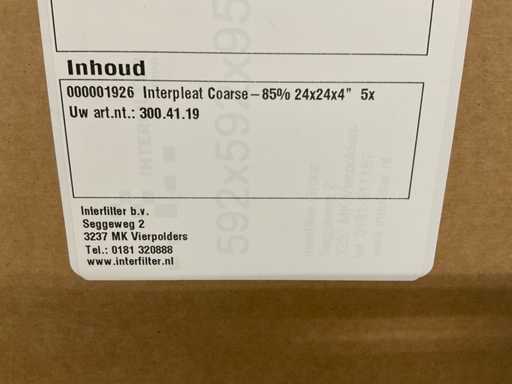 Inhoud
000001926 Interpleat Coarse-85% 24x24x4" 5x
Uw art.nt.: 300.41.19
Interfilter b.v.
Seggeweg 2
3237 MK Vierpolders
Tel.: 0181 320888
www.interfilter.nl